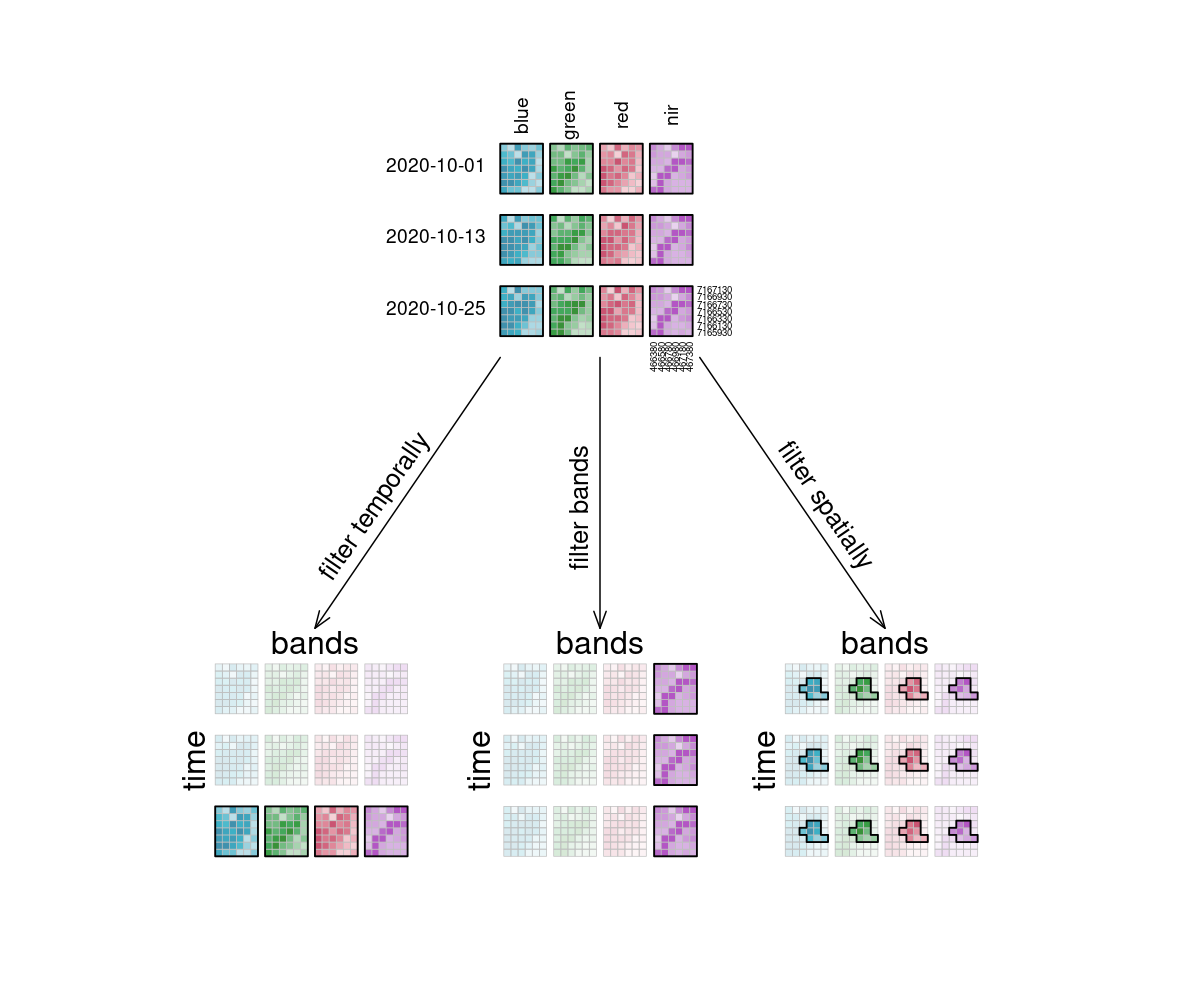 blue green red nir
2020-10-01
2020-10-13
2020-10-25
7167130
7166930
7166730
7166530
7166330
7166130
7165930
466380
466580
466780
466980
467180
467380
filter temporally
filter bands
filter spatially
bands
bands
bands
time
time
time